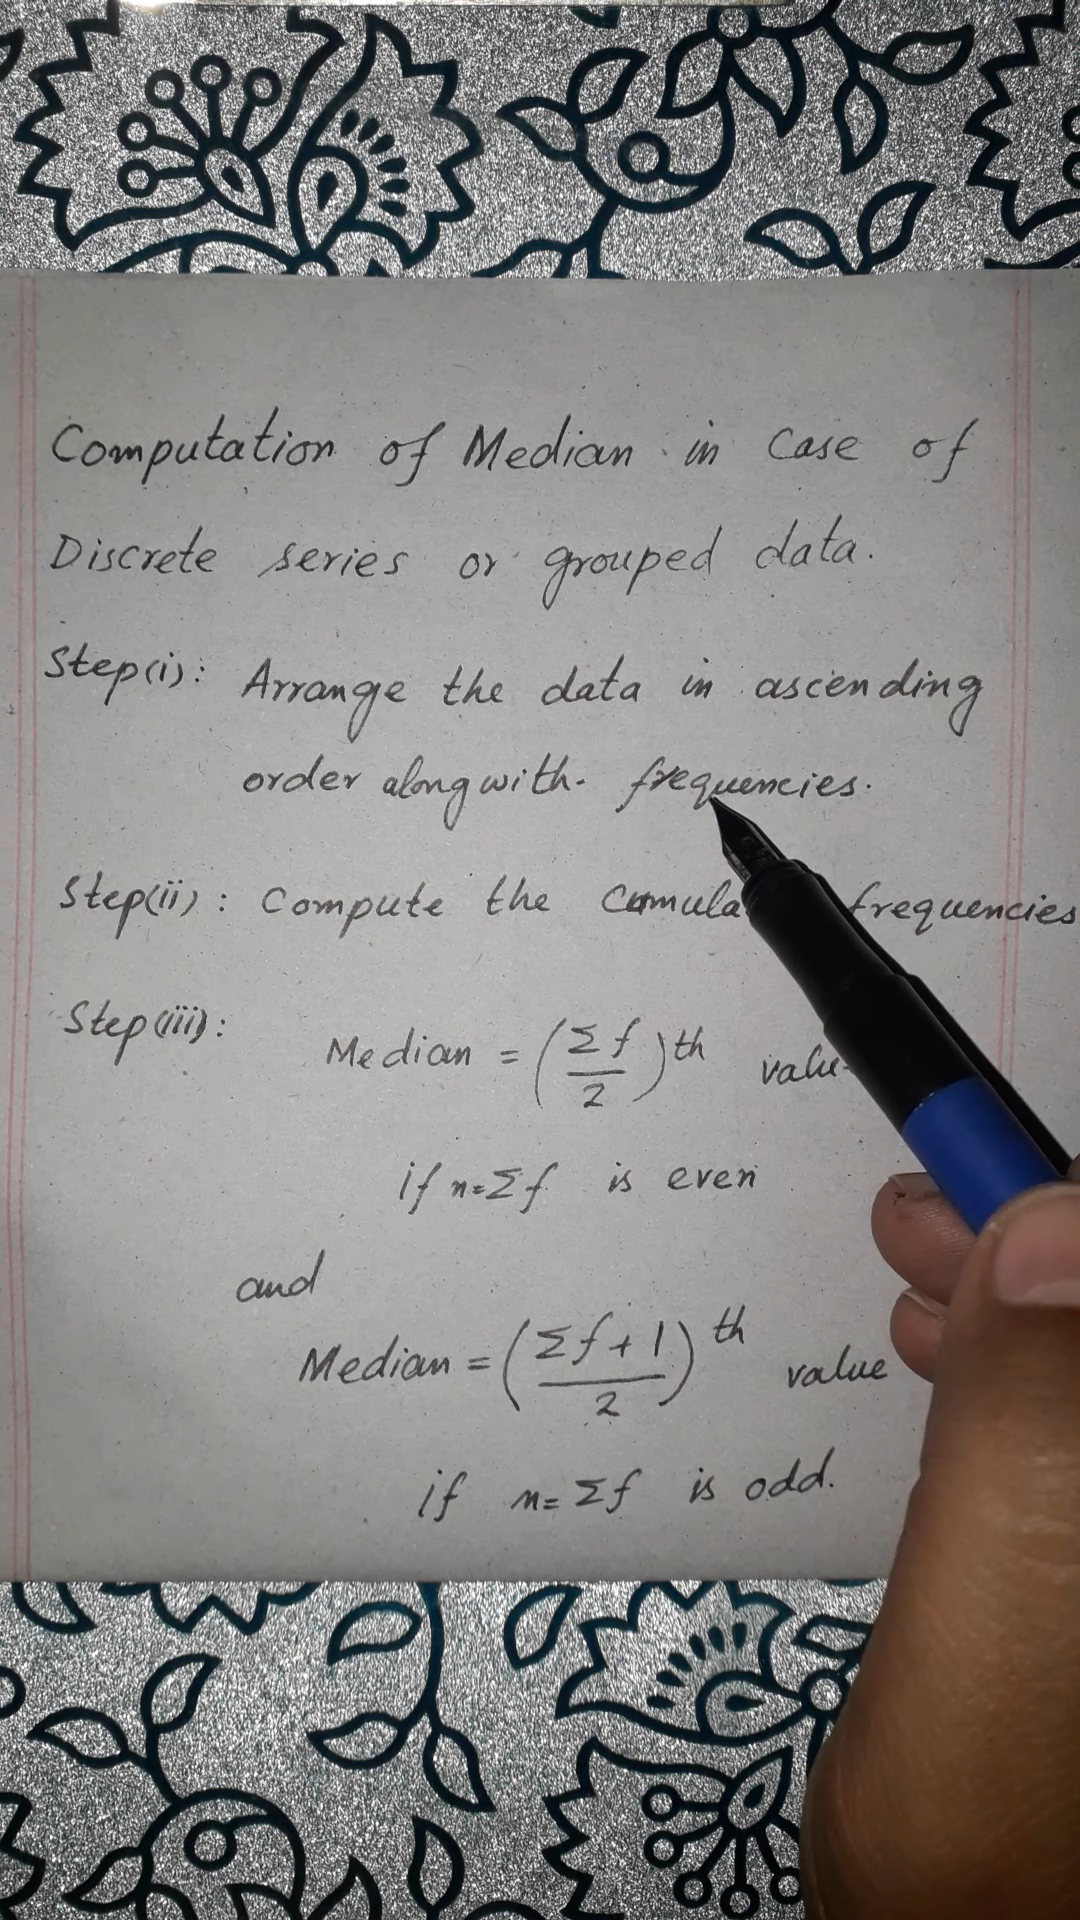 Computation of Median in Case of
Discrete series or grouped data.
Step(i): Arrange the data in ascending
order alongwith frequencies.
Step(ii): Compute the frequencies
Step(iii):
Median = (Σf/2)th value
if n=Σf is even
and
Median = (Σf+1/2)th value
if n=Σf is odd.